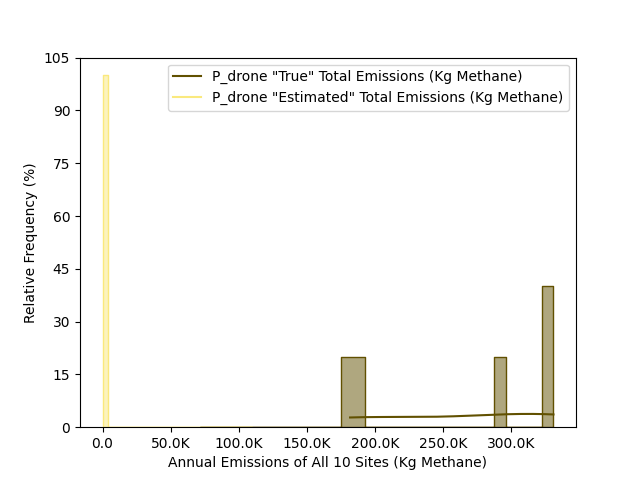 105
90
75
60
45
30
15
0
Relative Frequency (%)
P_drone "True" Total Emissions (Kg Methane)
P_drone "Estimated" Total Emissions (Kg Methane)
0.0 50.0K 100.0K 150.0K 200.0K 250.0K 300.0K
Annual Emissions of All 10 Sites (Kg Methane)